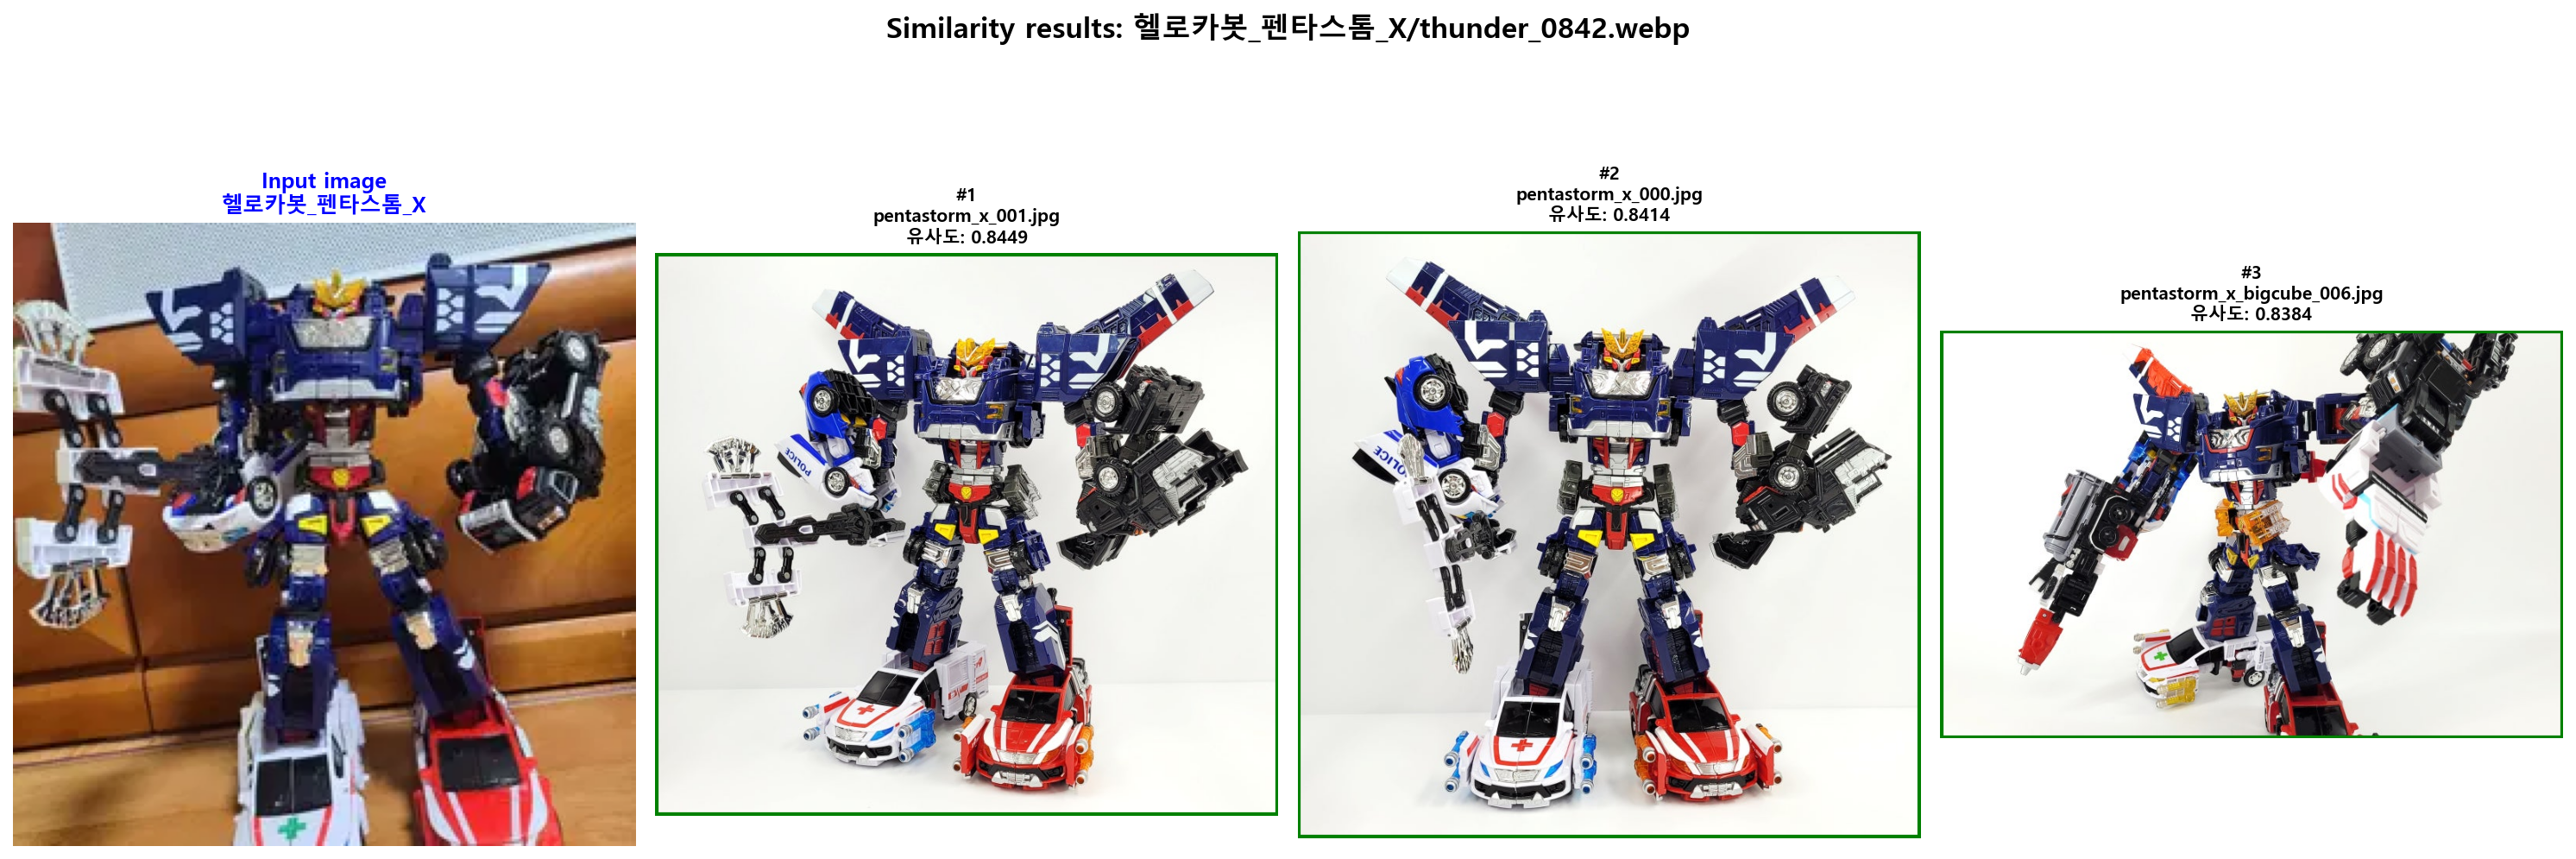 Similarity results: 헬로카봇_펜타스톰_X/thunder_0842.webp
Input image
헬로카봇_펜타스톰_X
#1
pentastorm_x_001.jpg
유사도: 0.8449
#2
pentastorm_x_000.jpg
유사도: 0.8414
#3
pentastorm_x_bigcube_006.jpg
유사도: 0.8384
POLICE
POLICE